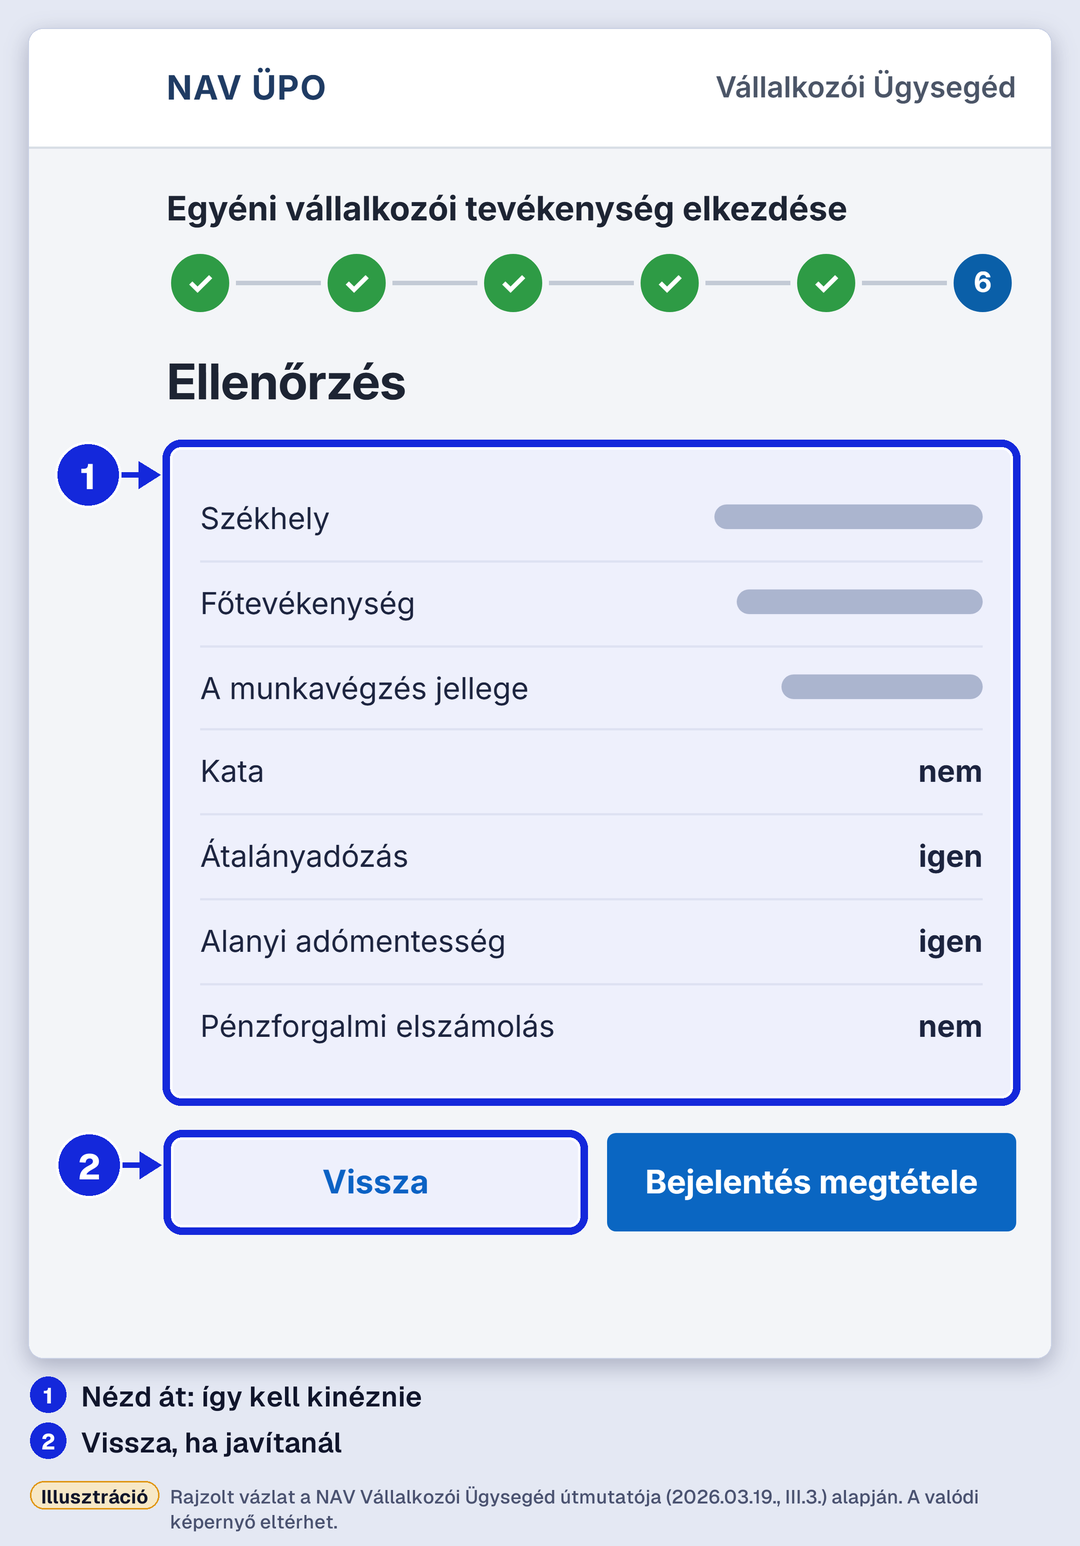 NAV ÜPO
Vállalkozói Ügysegéd
Egyéni vállalkozói tevékenység elkezdése
6
Ellenőrzés
1
Székhely
Főtevékenység
A munkavégzés jellege
Kata nem
Átalányadózás igen
Alanyi adómentesség igen
Pénzforgalmi elszámolás nem
2
Vissza
Bejelentés megtétele
1 Nézd át: így kell kinéznie
2 Vissza, ha javítanál
Illusztráció Rajzolt vázlat a NAV Vállalkozói Ügysegéd útmutatója (2026.03.19., III.3.) alapján. A valódi
képernyő eltérhet.